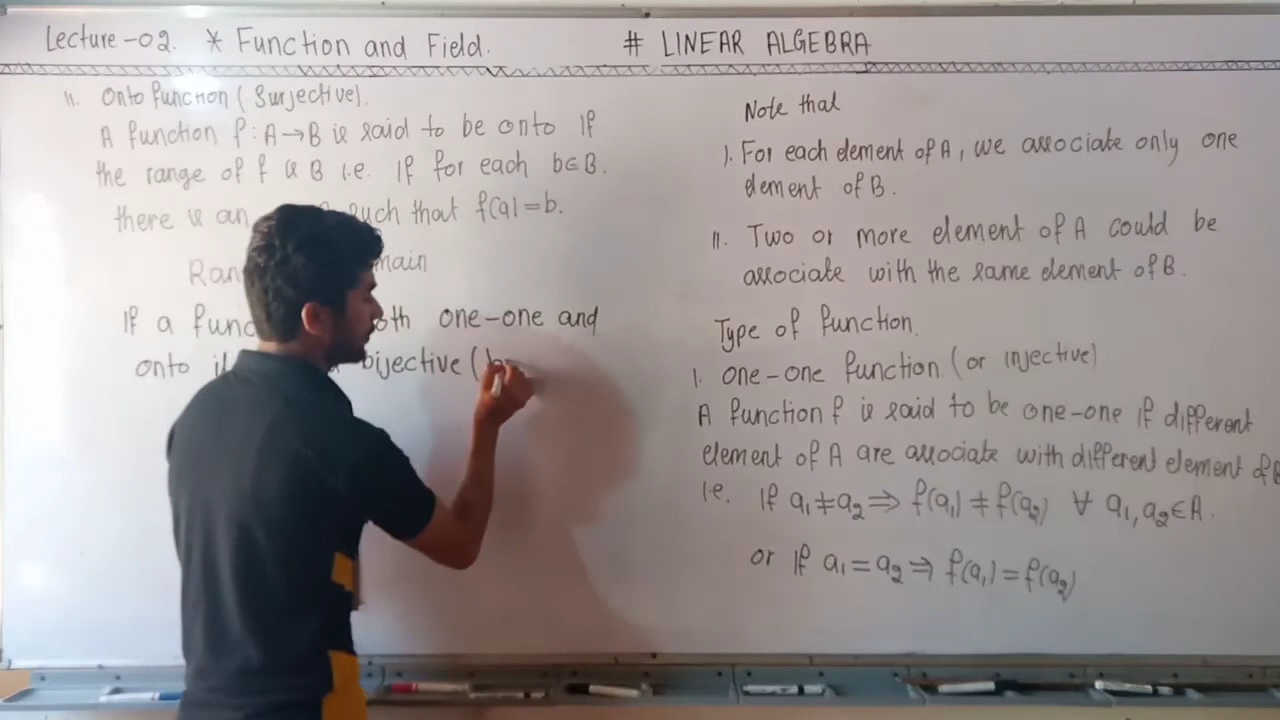 Lecture-02. * Function and Field. # LINEAR ALGEBRA
II. Onto function (Surjective).
A function f: A→B is said to be onto if
the range of f is B i.e. if for each b∈B.
there is an such that f(a)=b.
Ran main
If a func oth one-one and
onto bijective (b
Note that
). For each element of A, we associate only one
element of B.
II. Two or more element of A could be
associate with the same element of B.
Type of function.
I. one-one function (or injective)
A function f is said to be one-one if different
element of A are associate with different element of B
i.e. if a₁≠a₂ ⇒ f(a₁) ≠ f(a₂) ∀ a₁, a₂∈A.
or if a₁=a₂ ⇒ f(a₁)=f(a₂)